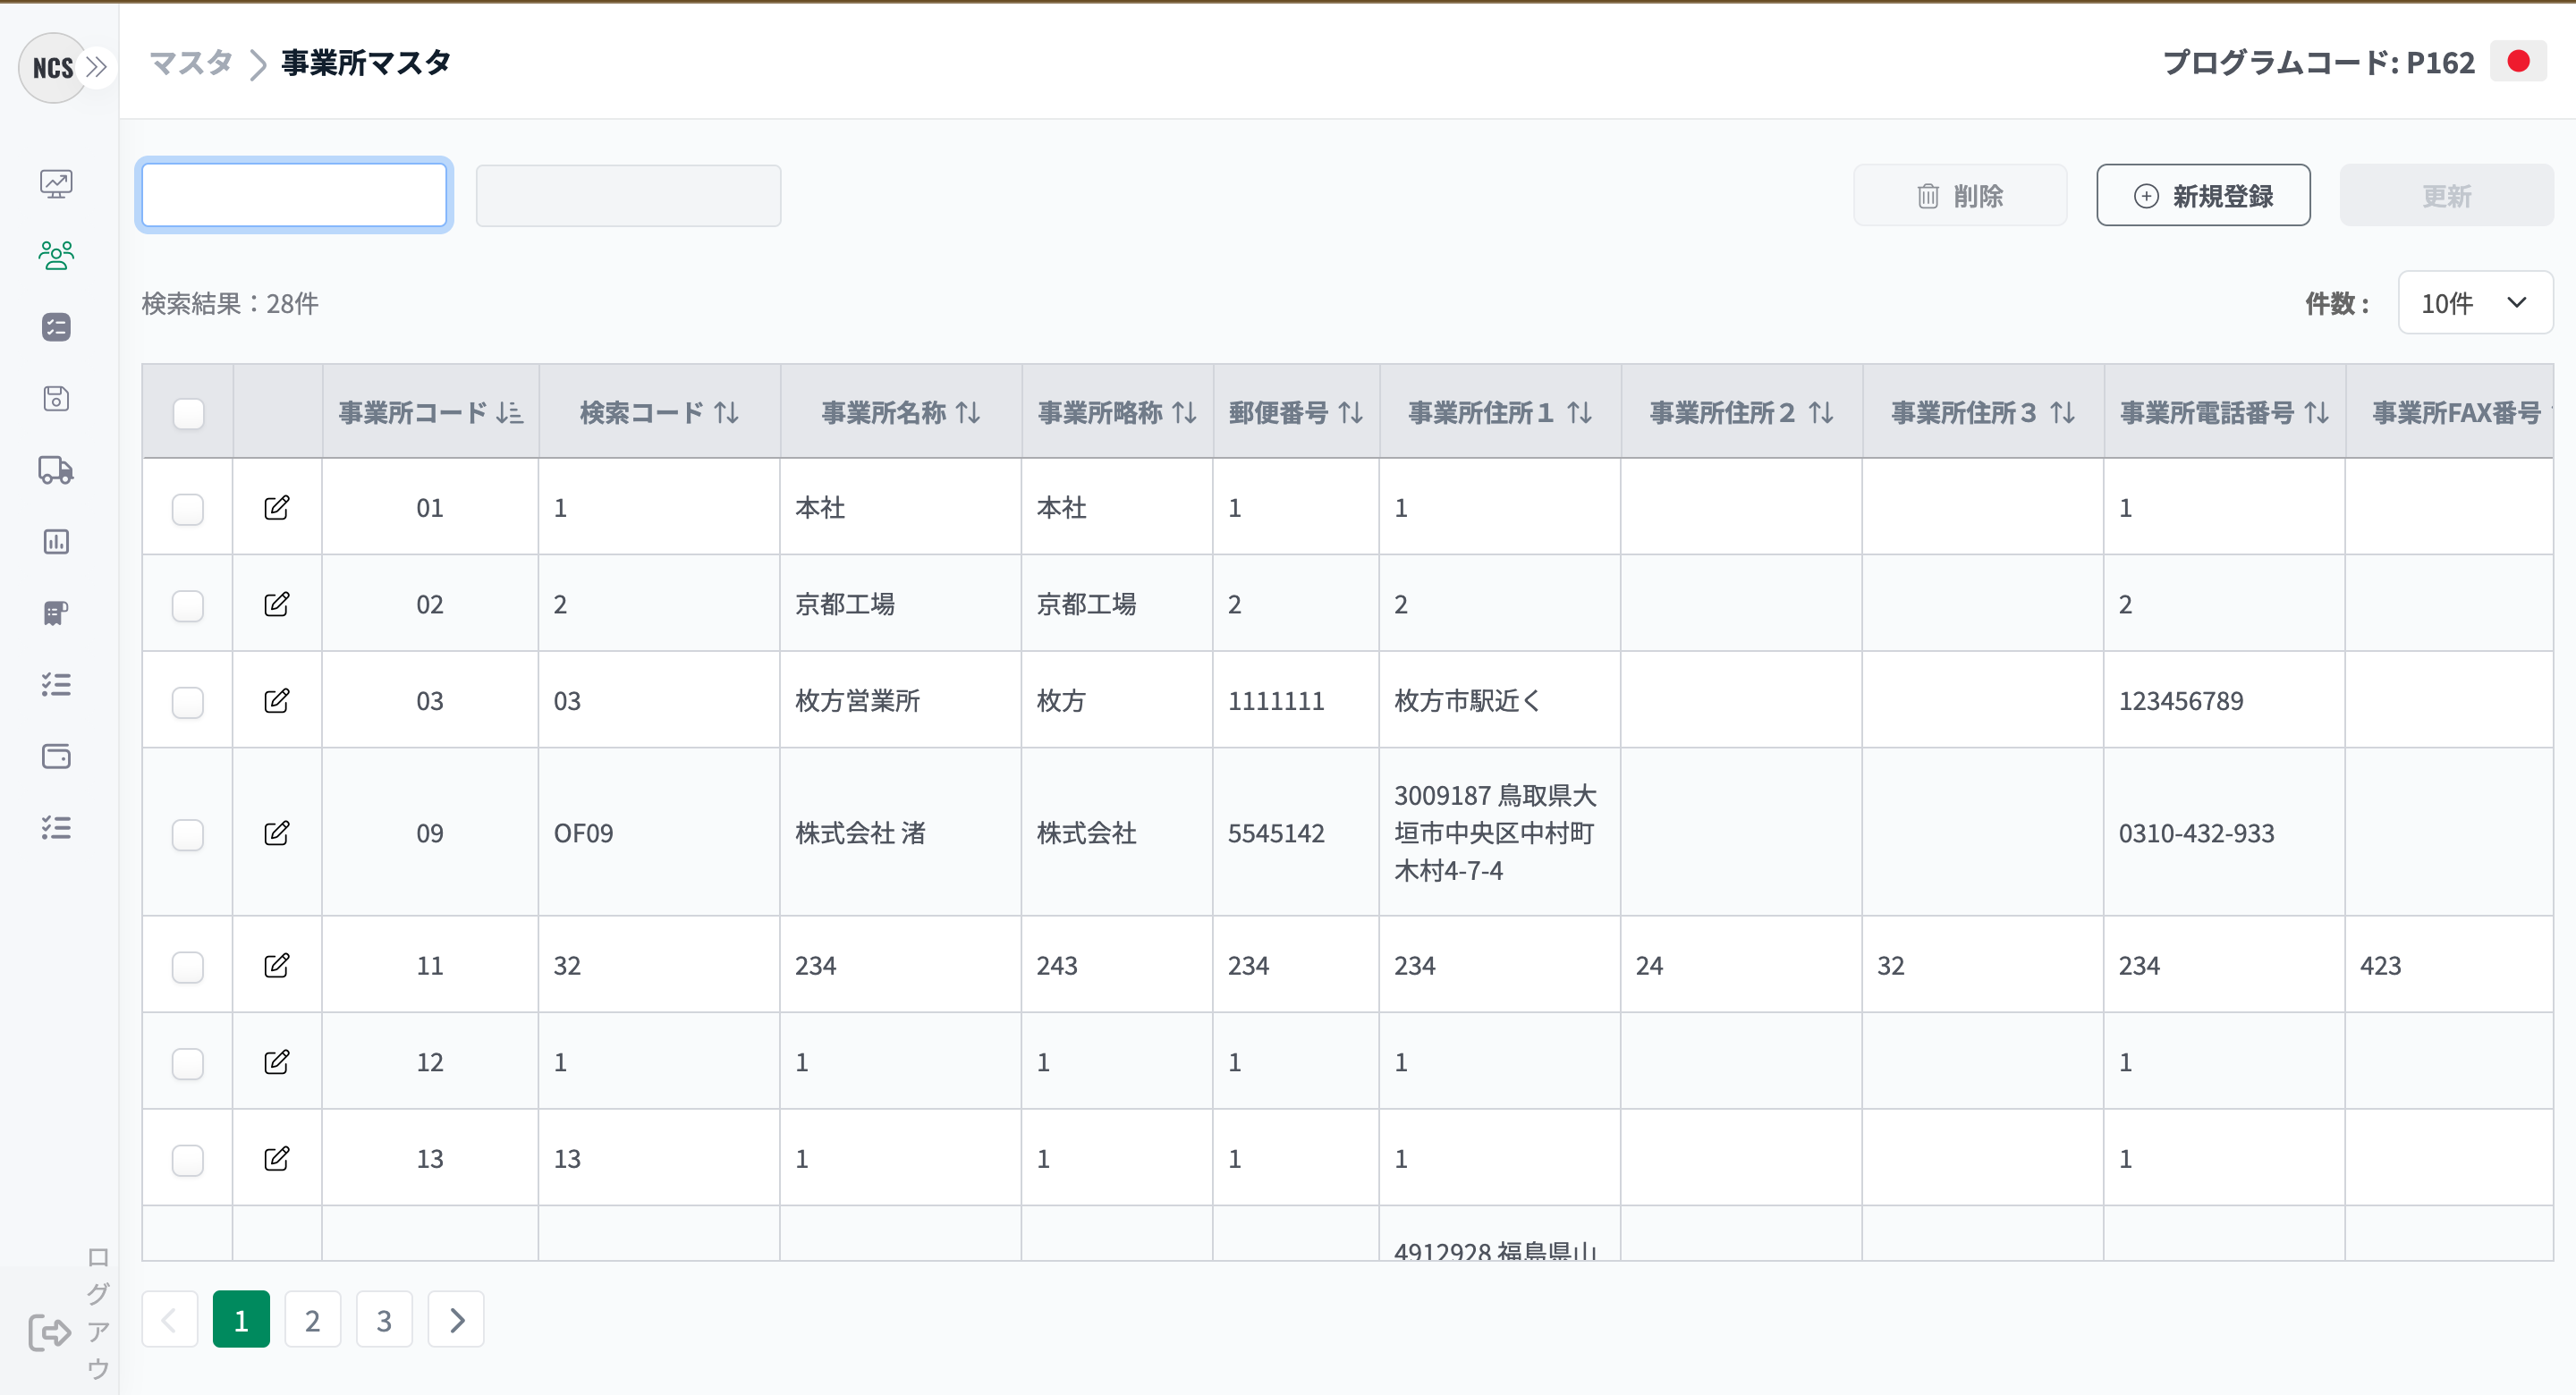 NCS
マスタ
事業所マスタ
プログラムコード: P162
削除
新規登録
更新
検索結果：28件
件数 :
10件
事業所コード 検索コード 事業所名称 事業所略称 郵便番号 事業所住所１ 事業所住所２ 事業所住所３ 事業所電話番号 事業所FAX番号
01 1 本社 本社 1 1 1
02 2 京都工場 京都工場 2 2 2
03 03 枚方営業所 枚方 1111111 枚方市駅近く 123456789
09 OF09 株式会社 渚 株式会社 5545142 3009187 鳥取県大
垣市中央区中村町
木村4-7-4
0310-432-933
11 32 234 243 234 234 24 32 234 423
12 1 1 1 1 1 1
13 13 1 1 1 1 1
4912928 福島県山
1 2 3
ログアウ